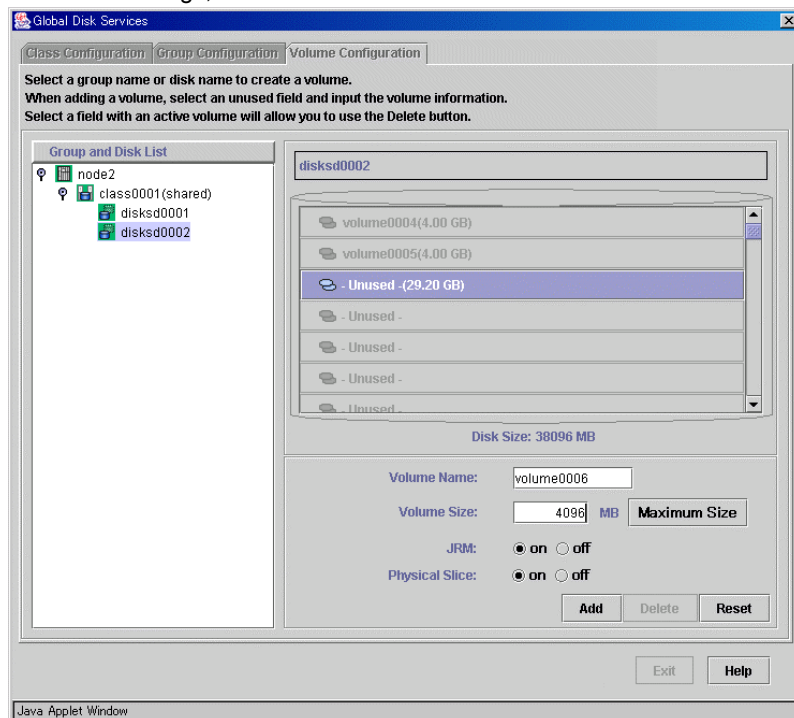 Global Disk Services
Class Configuration Group Configuration Volume Configuration
Select a group name or disk name to create a volume.
When adding a volume, select an unused field and input the volume information.
Select a field with an active volume will allow you to use the Delete button.
Group and Disk List
node2
class0001(shared)
disksd0001
disksd0002
disksd0002
volume0004(4.00 GB)
volume0005(4.00 GB)
- Unused -(29.20 GB)
- Unused -
- Unused -
- Unused -
- Unused -
Disk Size: 38096 MB
Volume Name: volume0006
Volume Size: 4096 MB Maximum Size
JRM: on off
Physical Slice: on off
Add Delete Reset
Exit Help
Java Applet Window